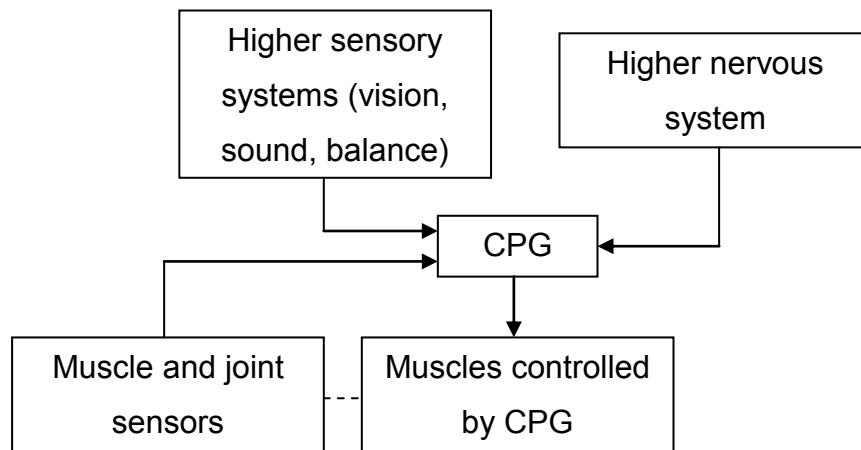 Higher sensory
systems (vision,
sound, balance)
Higher nervous
system
CPG
Muscle and joint
sensors
Muscles controlled
by CPG